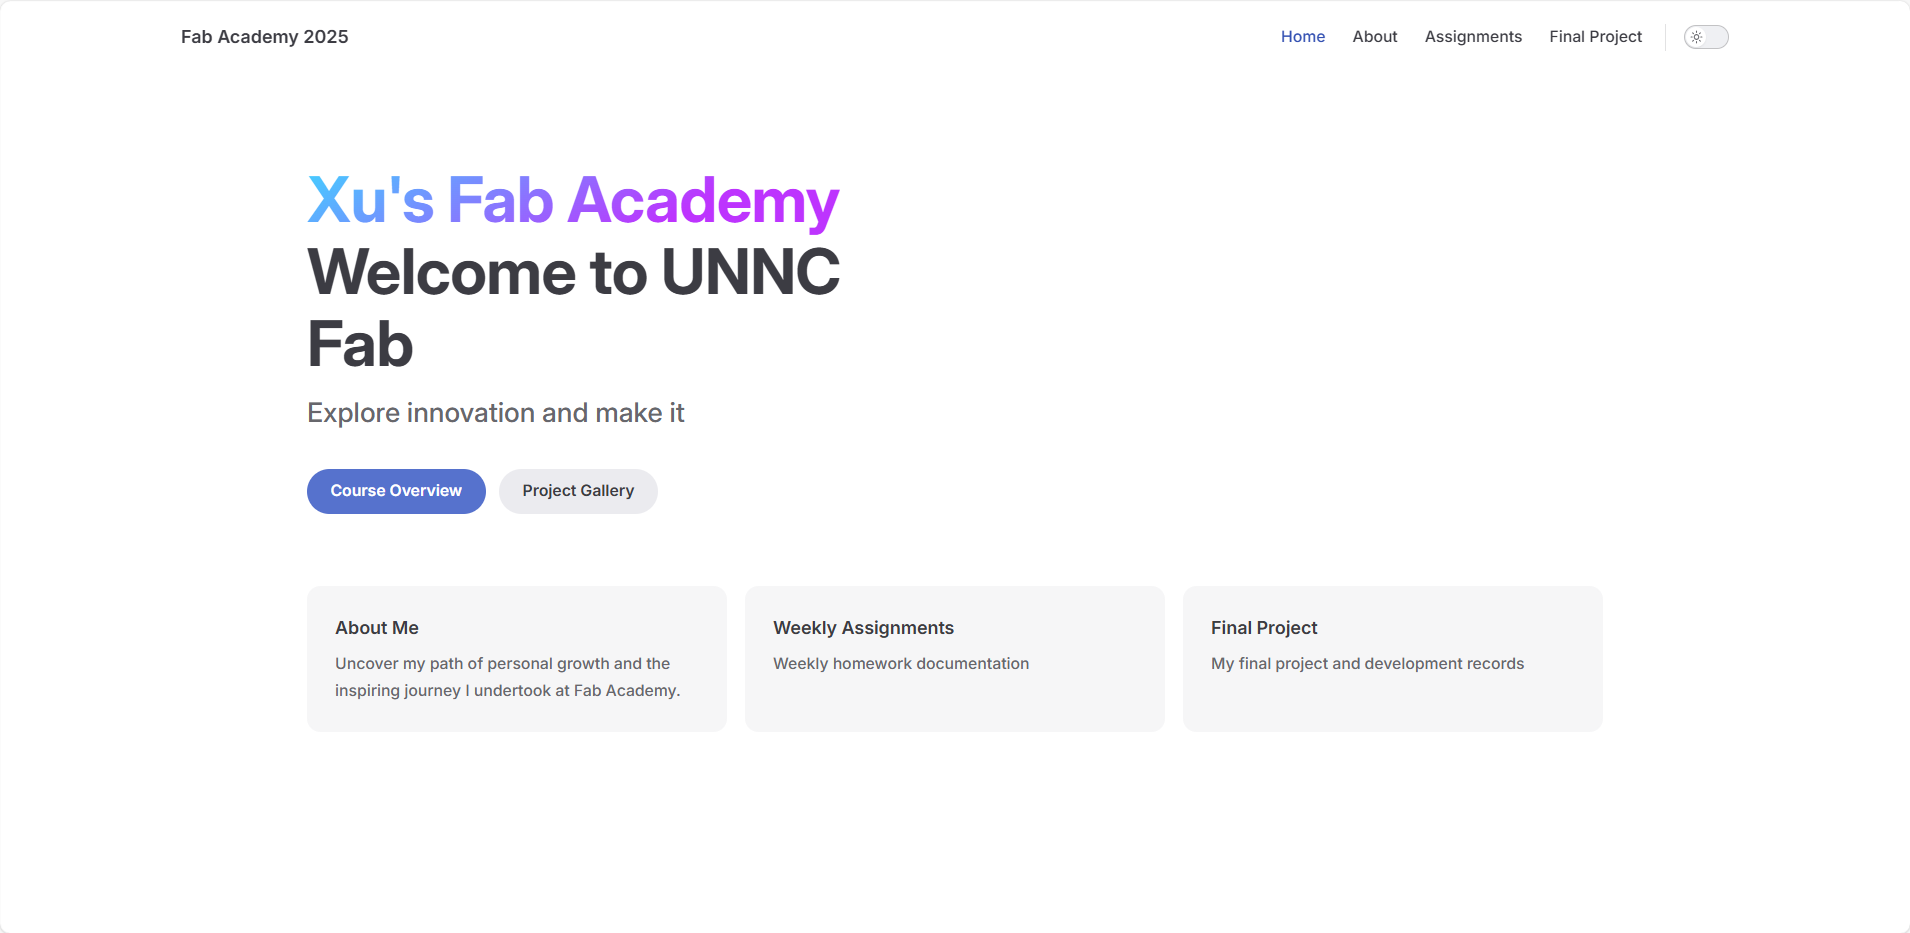 Fab Academy 2025
Home
About
Assignments
Final Project
Xu's Fab Academy
Welcome to UNNC
Fab
Explore innovation and make it
Course Overview
Project Gallery
About Me
Uncover my path of personal growth and the
inspiring journey I undertook at Fab Academy.
Weekly Assignments
Weekly homework documentation
Final Project
My final project and development records